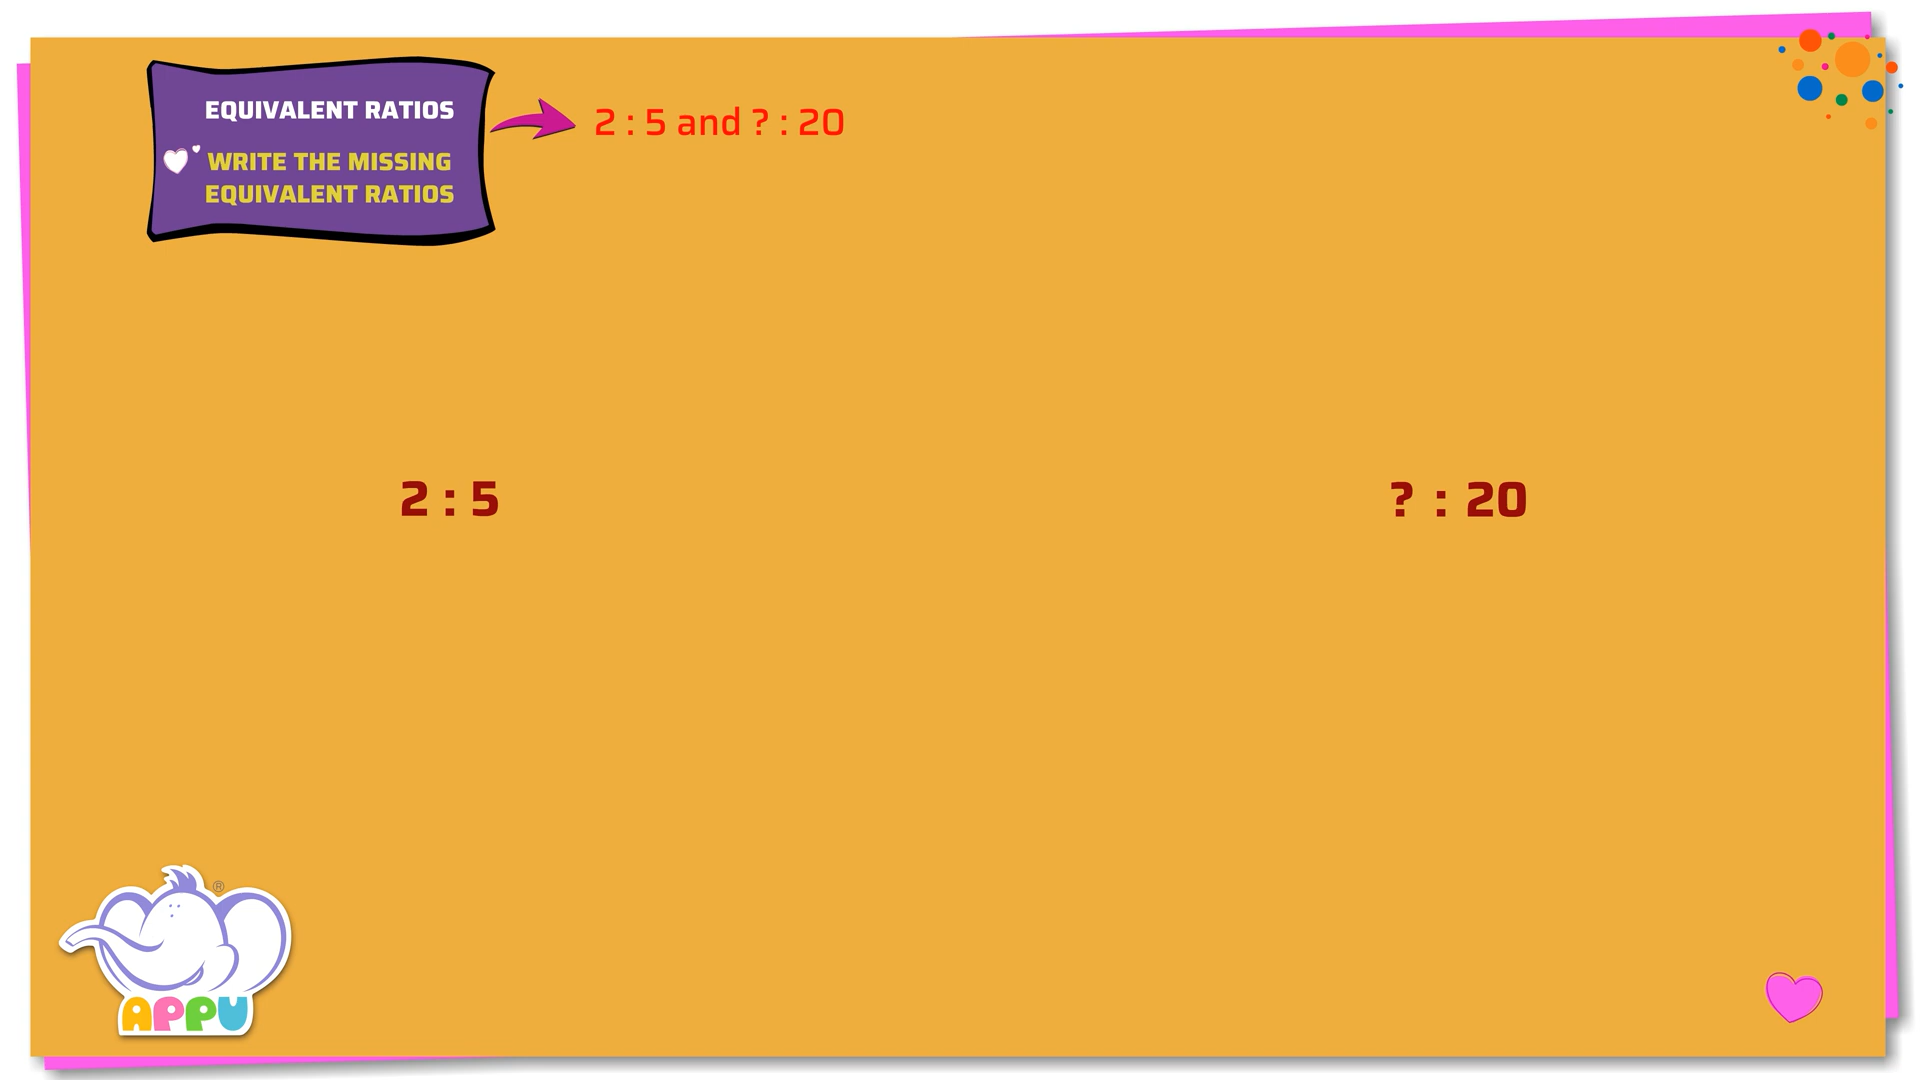 EQUIVALENT RATIOS
WRITE THE MISSING
EQUIVALENT RATIOS
2 : 5 and ? : 20
2 : 5
? : 20
®
APPU